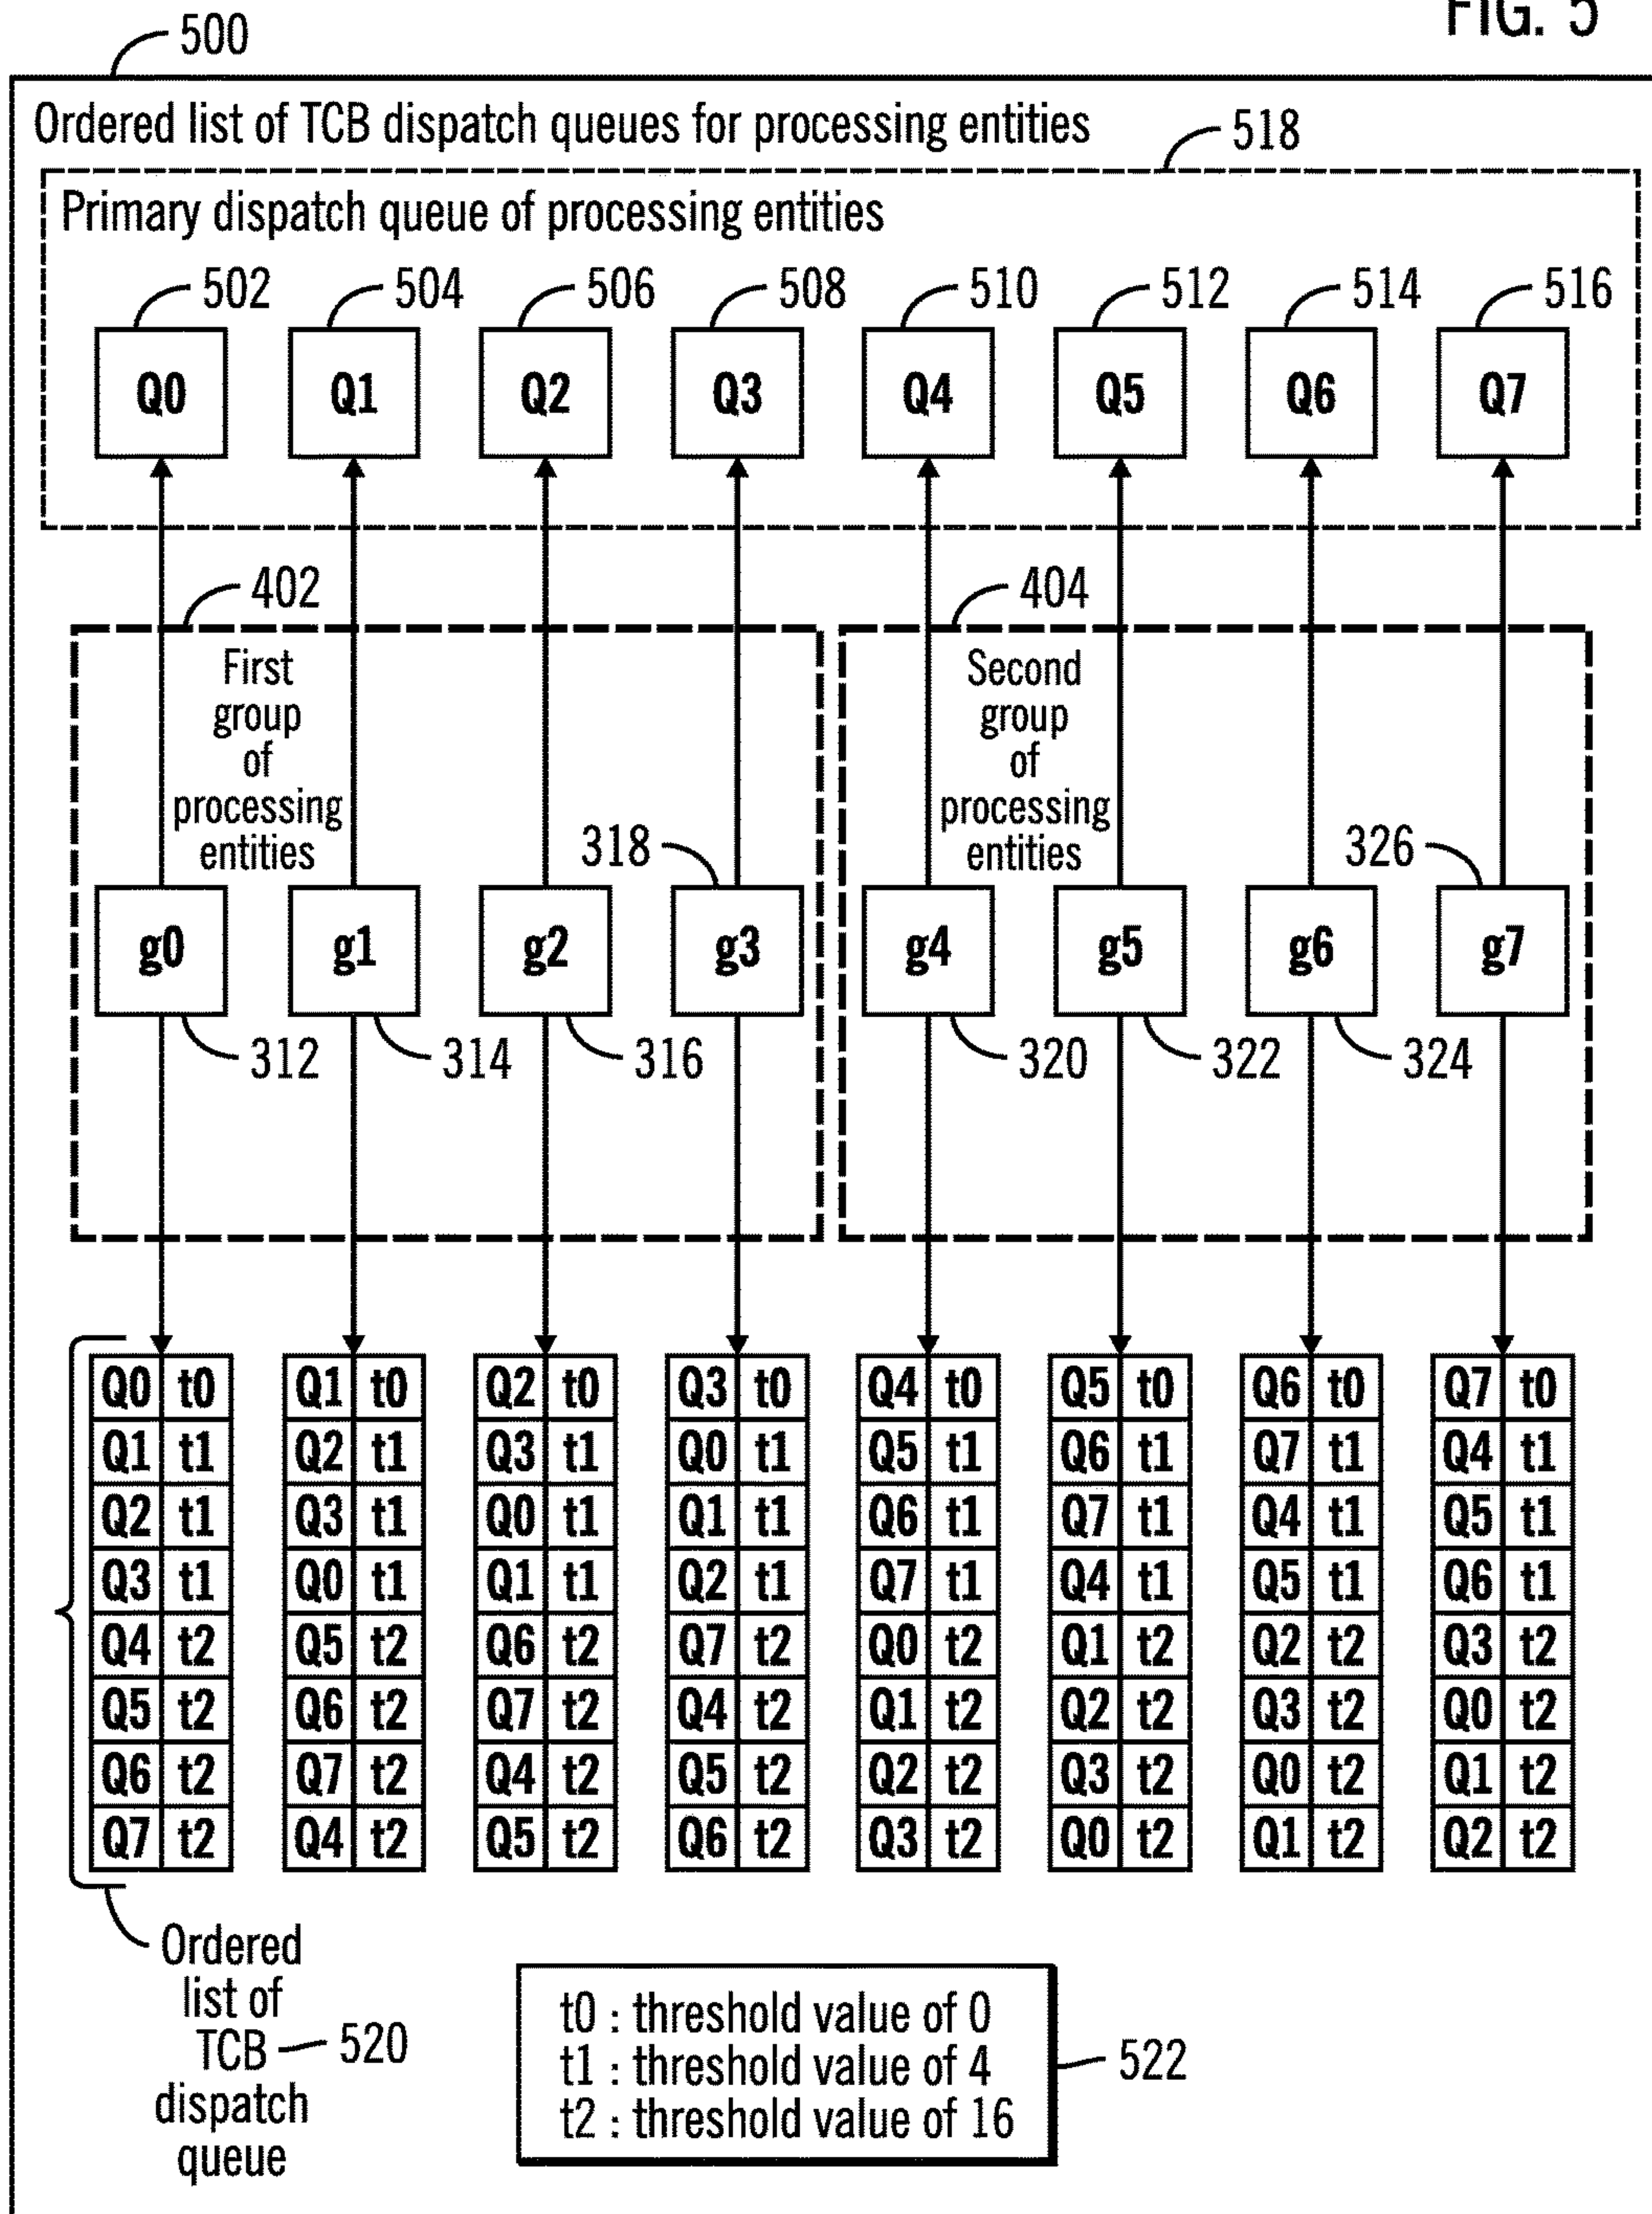 FIG. 5
500
Ordered list of TCB dispatch queues for processing entities
518
Primary dispatch queue of processing entities
502 504 506 508 510 512 514 516
Q0 Q1 Q2 Q3 Q4 Q5 Q6 Q7
402 404
First
group
of
processing
entities
Second
group
of
processing
entities
318 326
g0 g1 g2 g3 g4 g5 g6 g7
312 314 316 320 322 324
Q0 t0 Q1 t0 Q2 t0 Q3 t0 Q4 t0 Q5 t0 Q6 t0 Q7 t0
Q1 t1 Q2 t1 Q3 t1 Q0 t1 Q5 t1 Q6 t1 Q7 t1 Q4 t1
Q2 t1 Q3 t1 Q0 t1 Q1 t1 Q6 t1 Q7 t1 Q4 t1 Q5 t1
Q3 t1 Q0 t1 Q1 t1 Q2 t1 Q7 t1 Q4 t1 Q5 t1 Q6 t1
Q4 t2 Q5 t2 Q6 t2 Q7 t2 Q0 t2 Q1 t2 Q2 t2 Q3 t2
Q5 t2 Q6 t2 Q7 t2 Q4 t2 Q1 t2 Q2 t2 Q3 t2 Q0 t2
Q6 t2 Q7 t2 Q4 t2 Q5 t2 Q2 t2 Q3 t2 Q0 t2 Q1 t2
Q7 t2 Q4 t2 Q5 t2 Q6 t2 Q3 t2 Q0 t2 Q1 t2 Q2 t2
Ordered
list of
TCB 520
dispatch
queue
t0 : threshold value of 0
t1 : threshold value of 4
t2 : threshold value of 16
522